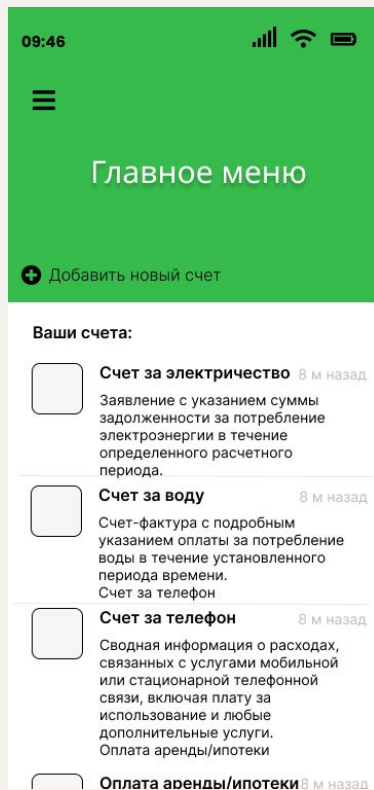 09:46
Главное меню
Добавить новый счет
Ваши счета:
Счет за электричество 8 м назад
Заявление с указанием суммы
задолженности за потребление
электроэнергии в течение
определенного расчетного
периода.
Счет за воду 8 м назад
Счет-фактура с подробным
указанием оплаты за потребление
воды в течение установленного
периода времени.
Счет за телефон
Счет за телефон 8 м назад
Сводная информация о расходах,
связанных с услугами мобильной
или стационарной телефонной
связи, включая плату за
использование и любые
дополнительные услуги.
Оплата аренды/ипотеки
Оплата аренды/ипотеки 8 м назад